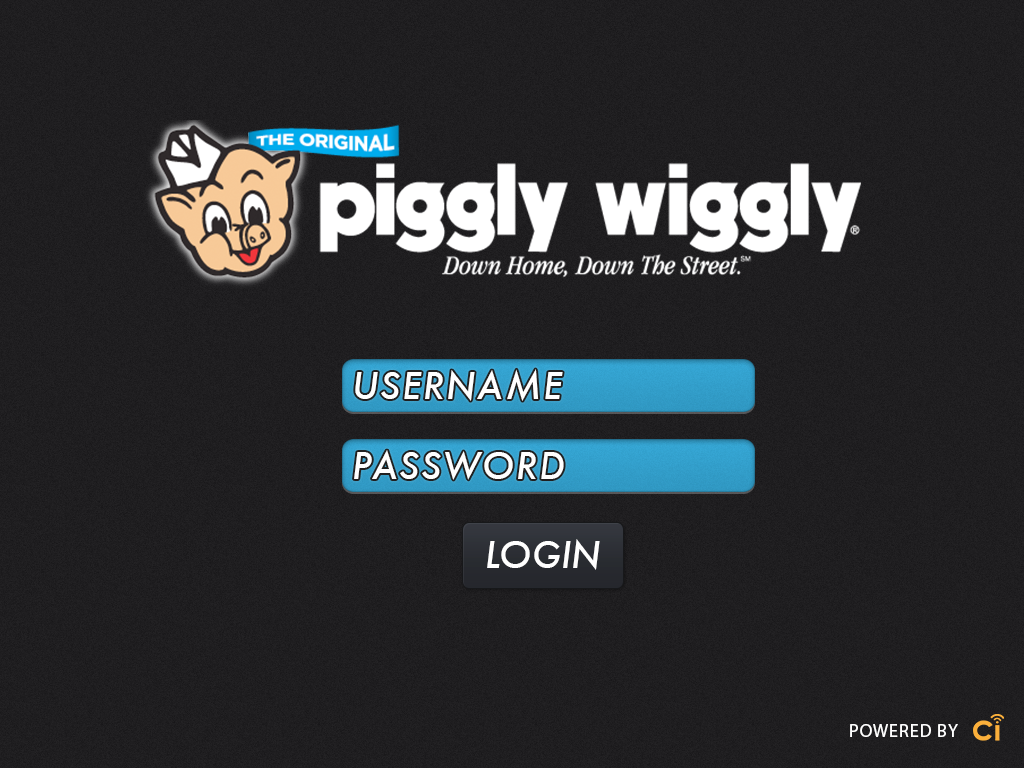 THE ORIGINAL
piggly wiggly®
Down Home, Down The Street.℠
USERNAME
PASSWORD
LOGIN
POWERED BY Ci